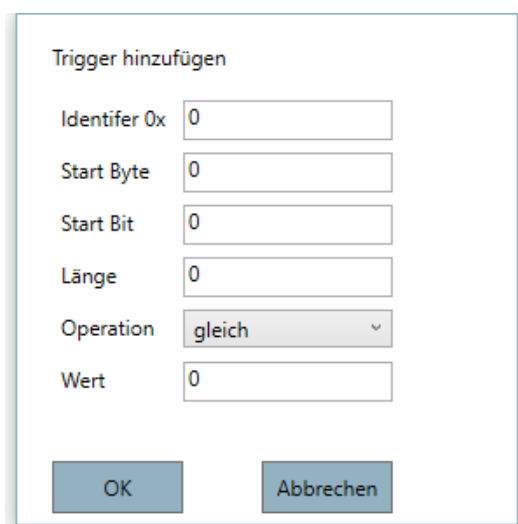 Trigger hinzufügen
Identifer 0x 0
Start Byte 0
Start Bit 0
Länge 0
Operation gleich
Wert 0
OK Abbrechen